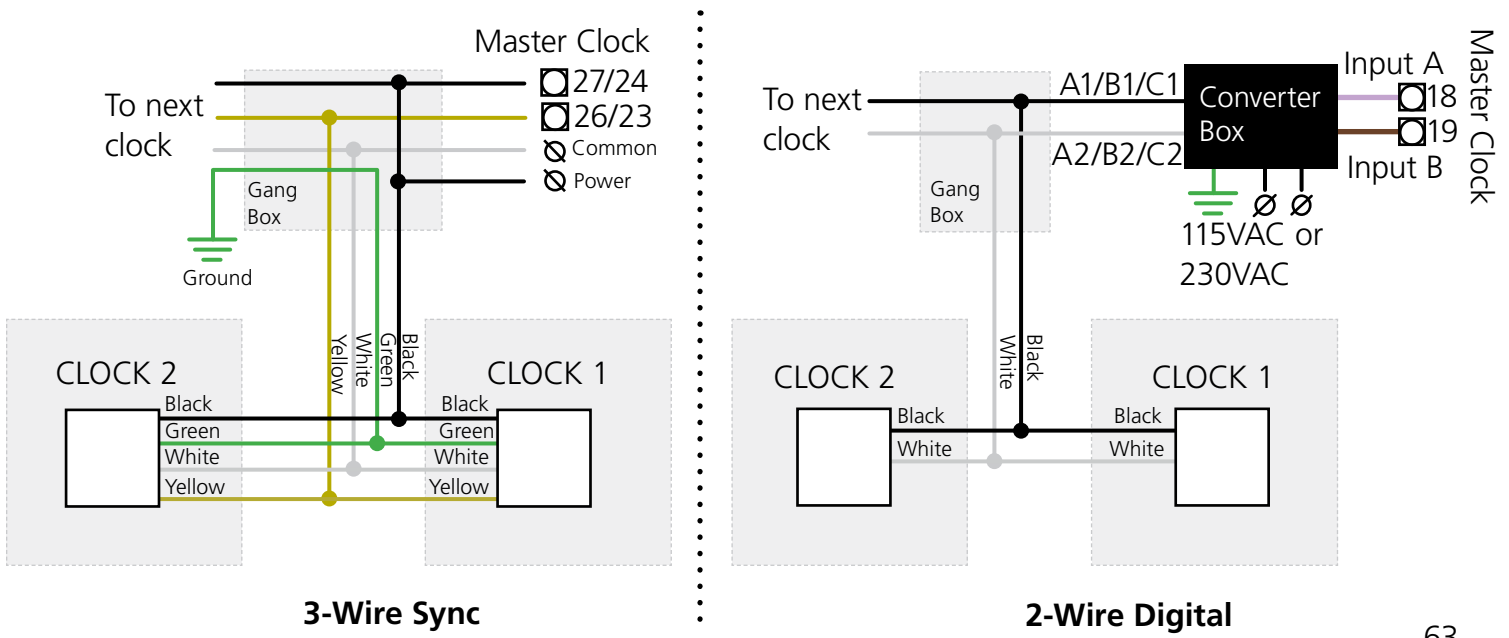 Master Clock
27/24
26/23
Common
Power
To next
clock
Gang
Box
Ground
Yellow
White
Green
Black
CLOCK 2
CLOCK 1
Black
Green
White
Yellow
Black
Green
White
Yellow
3-Wire Sync
To next
clock
A1/B1/C1
A2/B2/C2
Converter
Box
Input A
18
19
Input B
Master Clock
Gang
Box
115VAC or
230VAC
White
Black
CLOCK 2
CLOCK 1
Black
White
Black
White
2-Wire Digital
63